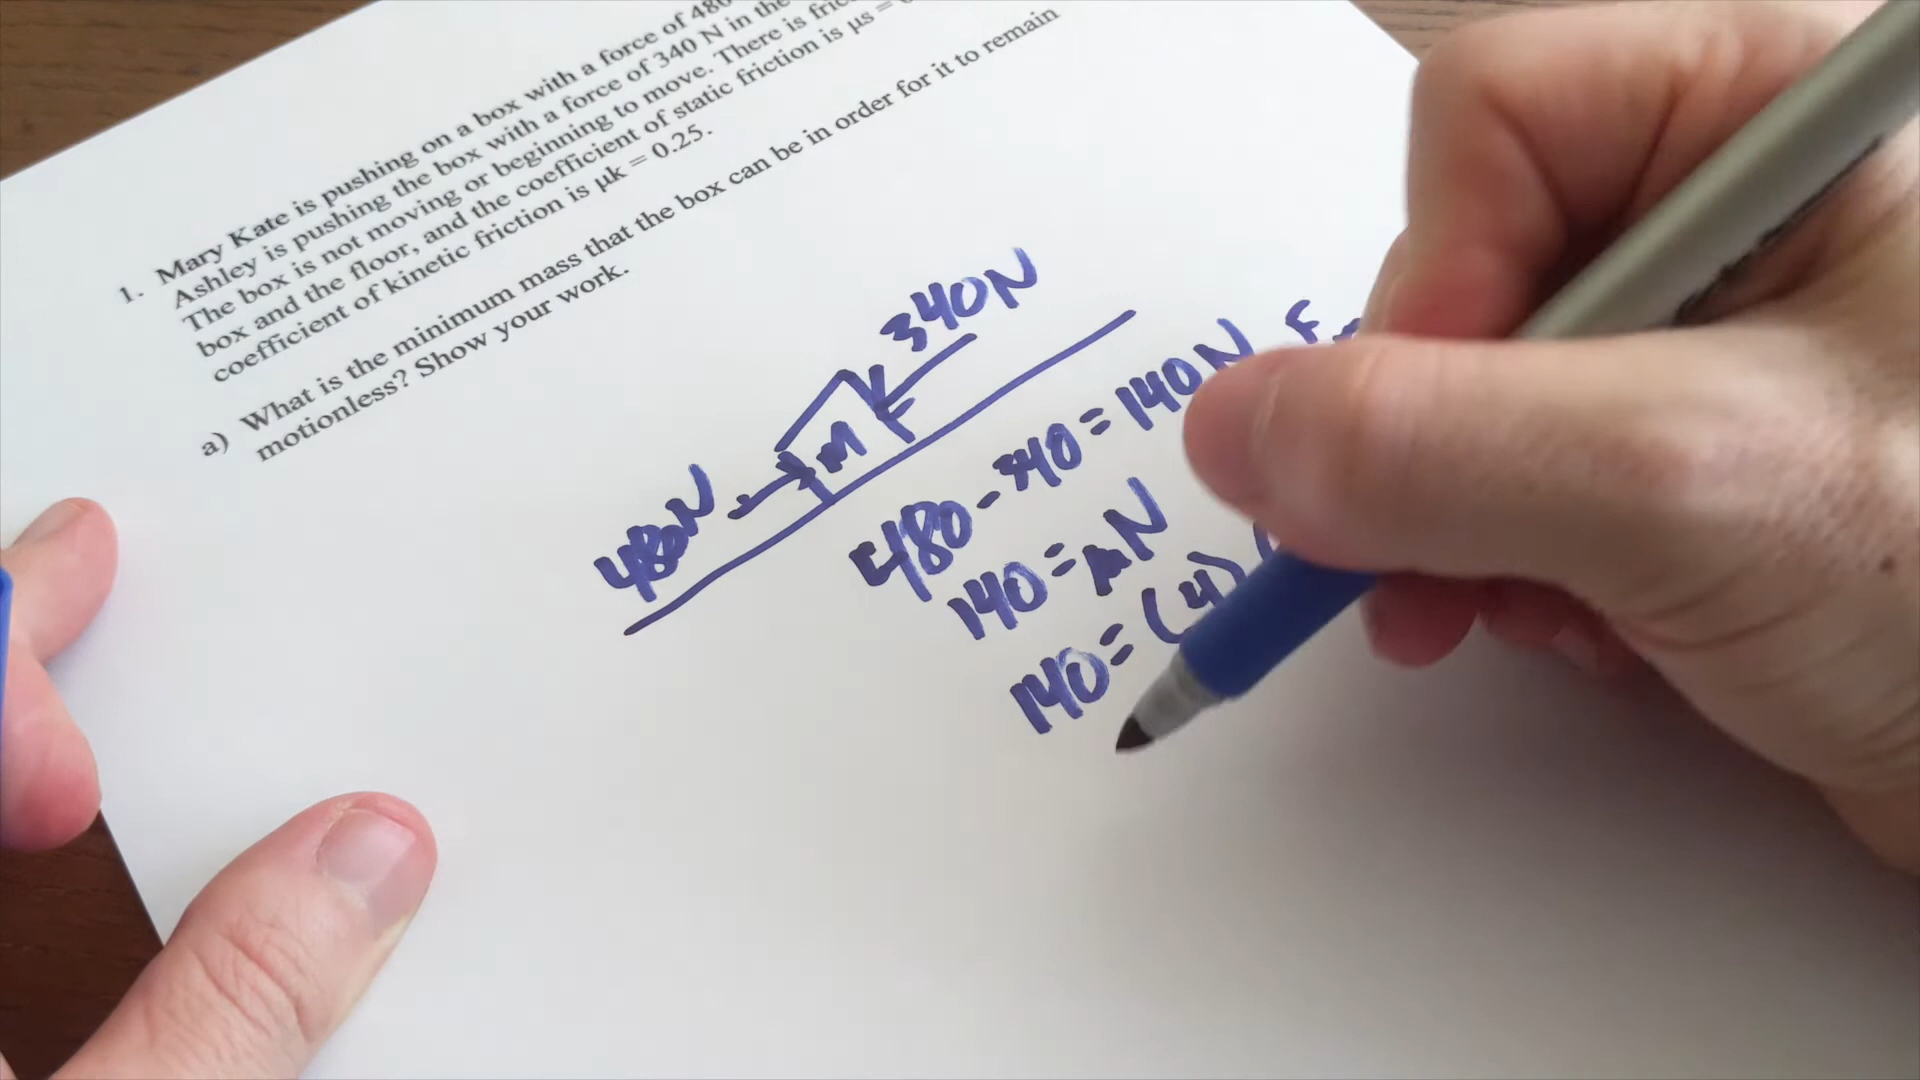 1. Mary Kate is pushing on a box with a force of 480
Ashley is pushing the box with a force of 340 N in the
The box is not moving or beginning to move. There is
box and the floor, and the coefficient of static friction is μs =
coefficient of kinetic friction is μk = 0.25.
a) What is the minimum mass that the box can be in order for it to remain
motionless? Show your work.
340N
M
480N
480-340=140N F
140=μN
140=(.4)(